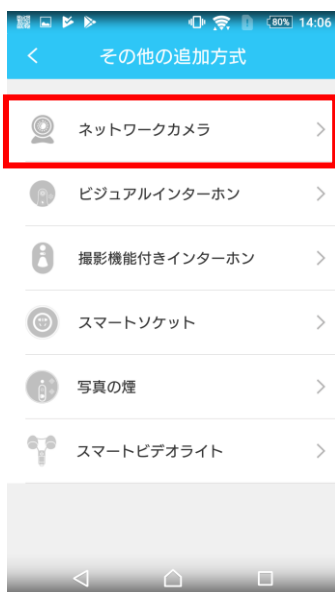 80% 14:06
その他の追加方式
ネットワークカメラ
ビジュアルインターホン
撮影機能付きインターホン
スマートソケット
写真の煙
スマートビデオライト